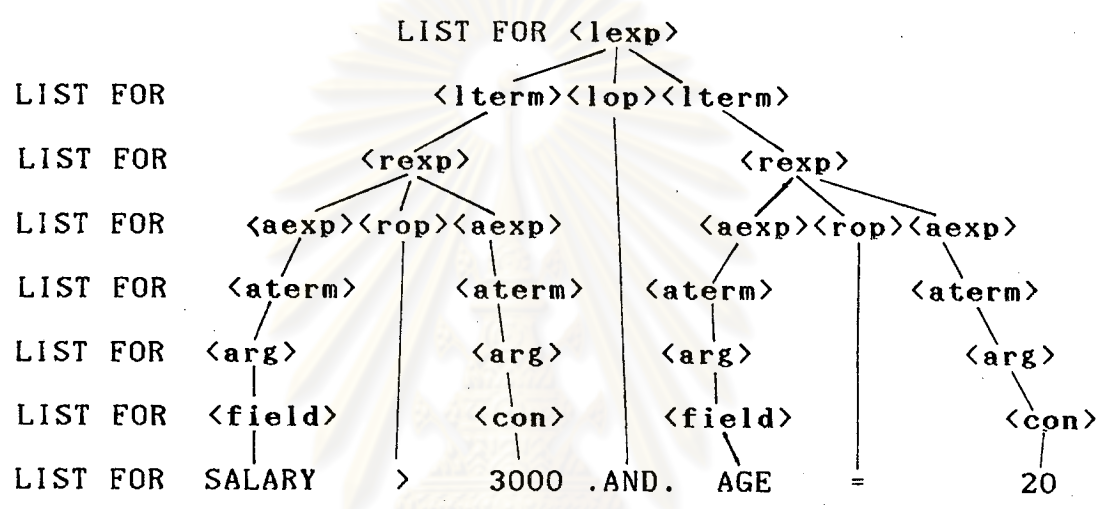 LIST FOR <lexp>
LIST FOR <lterm><lop><lterm>
LIST FOR <rexp> <rexp>
LIST FOR <aexp><rop><aexp> <aexp><rop><aexp>
LIST FOR <aterm> <aterm> <aterm> <aterm>
LIST FOR <arg> <arg> <arg> <arg>
LIST FOR <field> <con> <field> <con>
LIST FOR SALARY > 3000 .AND. AGE = 20